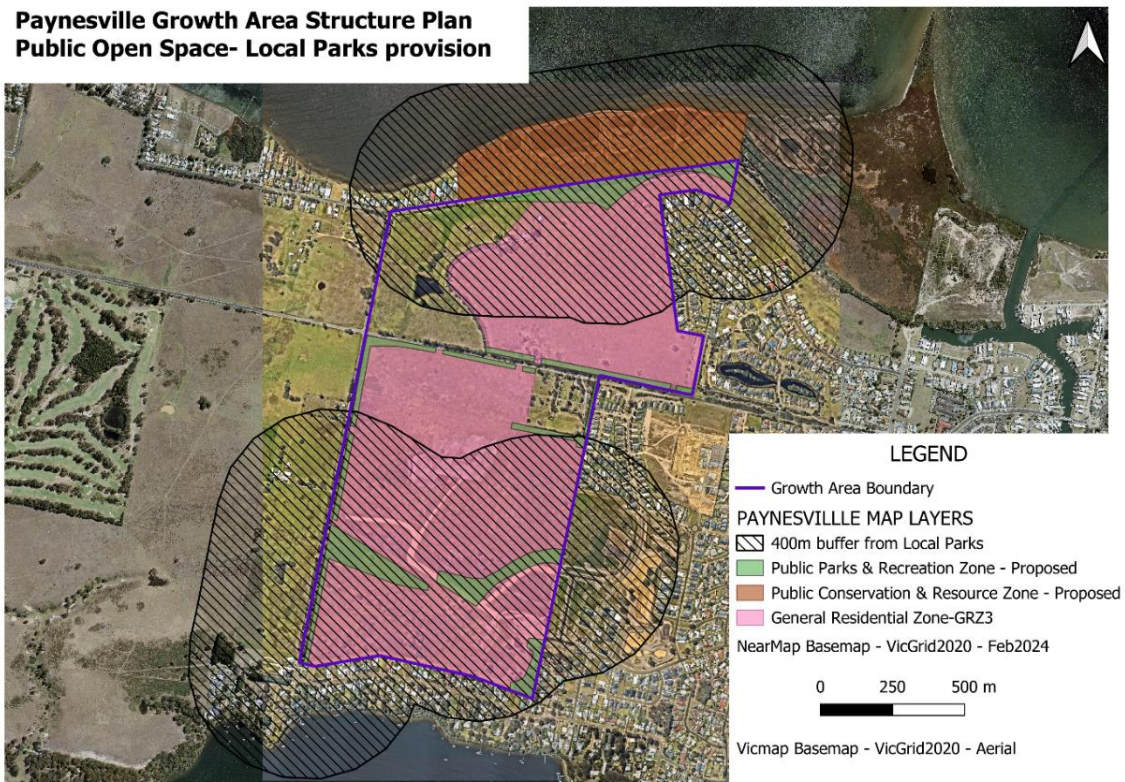 Paynesville Growth Area Structure Plan
Public Open Space- Local Parks provision
LEGEND
Growth Area Boundary
PAYNESVILLLE MAP LAYERS
400m buffer from Local Parks
Public Parks & Recreation Zone - Proposed
Public Conservation & Resource Zone - Proposed
General Residential Zone-GRZ3
NearMap Basemap - VicGrid2020 - Feb2024
0 250 500 m
Vicmap Basemap - VicGrid2020 - Aerial